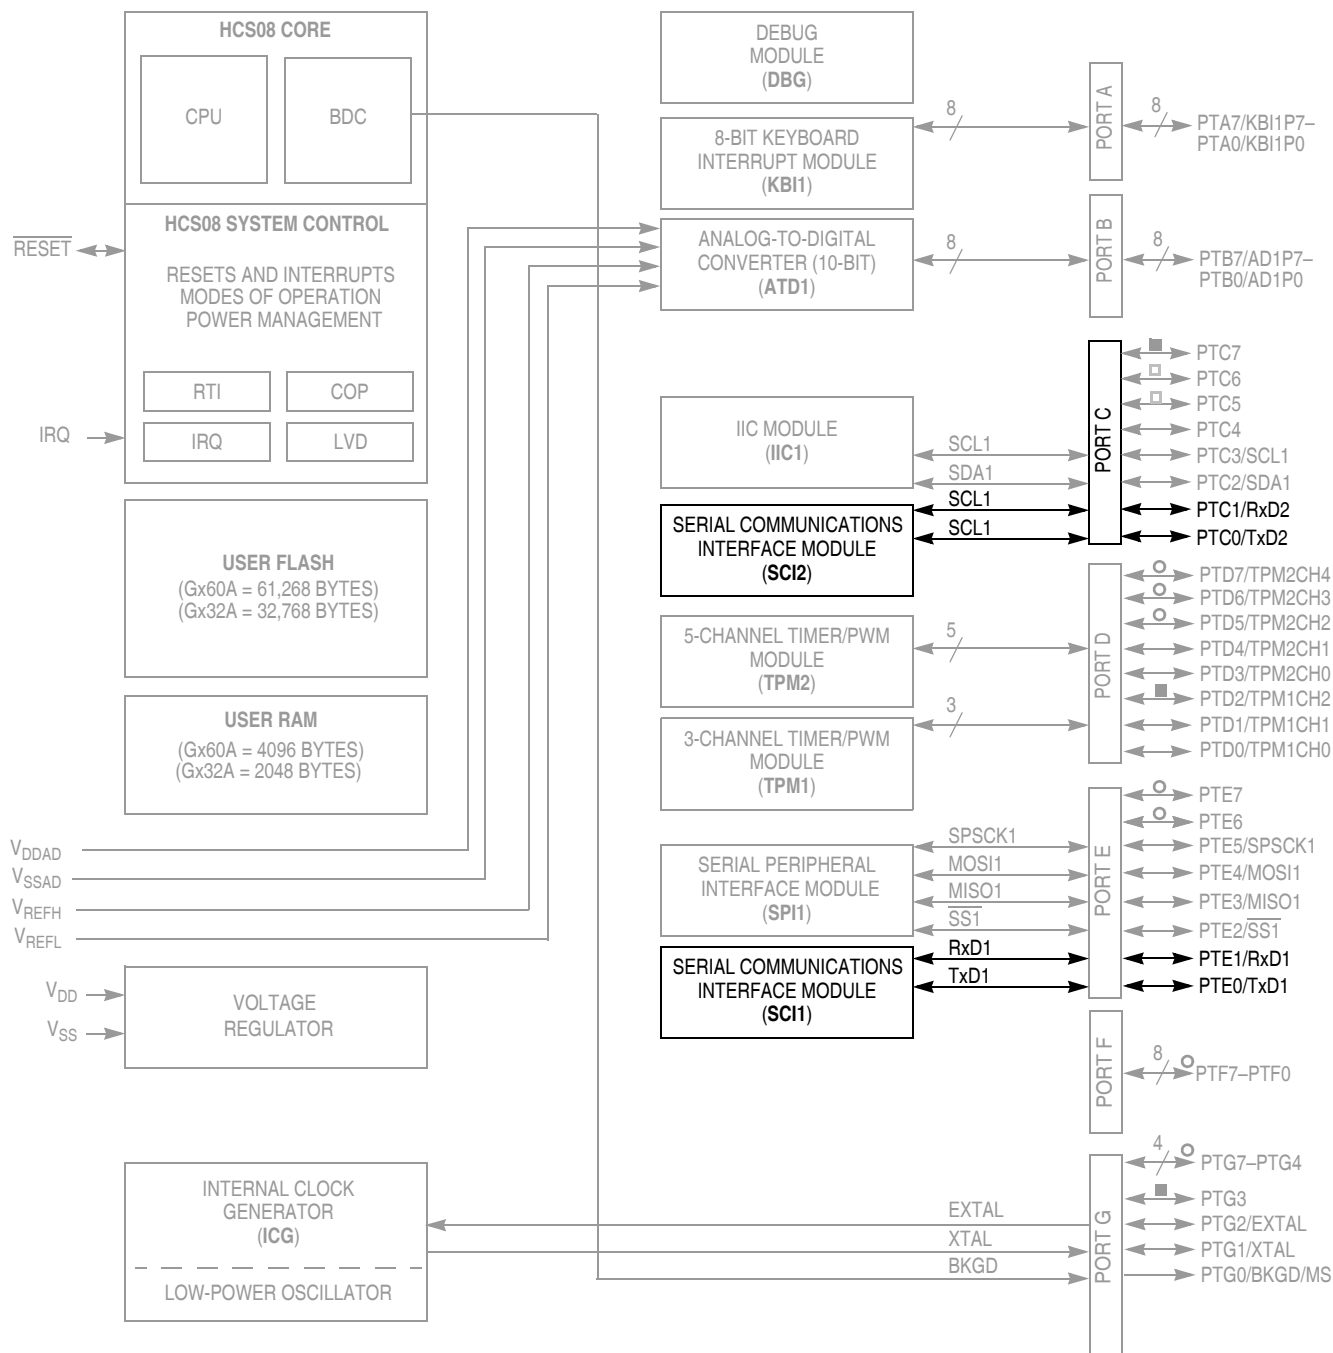 HCS08 CORE
CPU
BDC
HCS08 SYSTEM CONTROL
RESET
RESETS AND INTERRUPTS
MODES OF OPERATION
POWER MANAGEMENT
RTI
COP
IRQ
IRQ
LVD
USER FLASH
(Gx60A = 61,268 BYTES)
(Gx32A = 32,768 BYTES)
USER RAM
(Gx60A = 4096 BYTES)
(Gx32A = 2048 BYTES)
VDDAD
VSSAD
VREFH
VREFL
VDD
VSS
VOLTAGE
REGULATOR
INTERNAL CLOCK
GENERATOR
(ICG)
LOW-POWER OSCILLATOR
DEBUG
MODULE
(DBG)
8-BIT KEYBOARD
INTERRUPT MODULE
(KBI1)
8
ANALOG-TO-DIGITAL
CONVERTER (10-BIT)
(ATD1)
8
IIC MODULE
(IIC1)
SCL1
SDA1
SERIAL COMMUNICATIONS
INTERFACE MODULE
(SCI2)
SCL1
SCL1
5-CHANNEL TIMER/PWM
MODULE
(TPM2)
5
3-CHANNEL TIMER/PWM
MODULE
(TPM1)
3
SERIAL PERIPHERAL
INTERFACE MODULE
(SPI1)
SPSCK1
MOSI1
MISO1
SS1
SERIAL COMMUNICATIONS
INTERFACE MODULE
(SCI1)
RxD1
TxD1
EXTAL
XTAL
BKGD
PORT A
8
PTA7/KBI1P7–
PTA0/KBI1P0
PORT B
8
PTB7/AD1P7–
PTB0/AD1P0
PORT C
PTC7
PTC6
PTC5
PTC4
PTC3/SCL1
PTC2/SDA1
PTC1/RxD2
PTC0/TxD2
PORT D
PTD7/TPM2CH4
PTD6/TPM2CH3
PTD5/TPM2CH2
PTD4/TPM2CH1
PTD3/TPM2CH0
PTD2/TPM1CH2
PTD1/TPM1CH1
PTD0/TPM1CH0
PORT E
PTE7
PTE6
PTE5/SPSCK1
PTE4/MOSI1
PTE3/MISO1
PTE2/SS1
PTE1/RxD1
PTE0/TxD1
PORT F
8
PTF7–PTF0
PORT G
4
PTG7–PTG4
PTG3
PTG2/EXTAL
PTG1/XTAL
PTG0/BKGD/MS